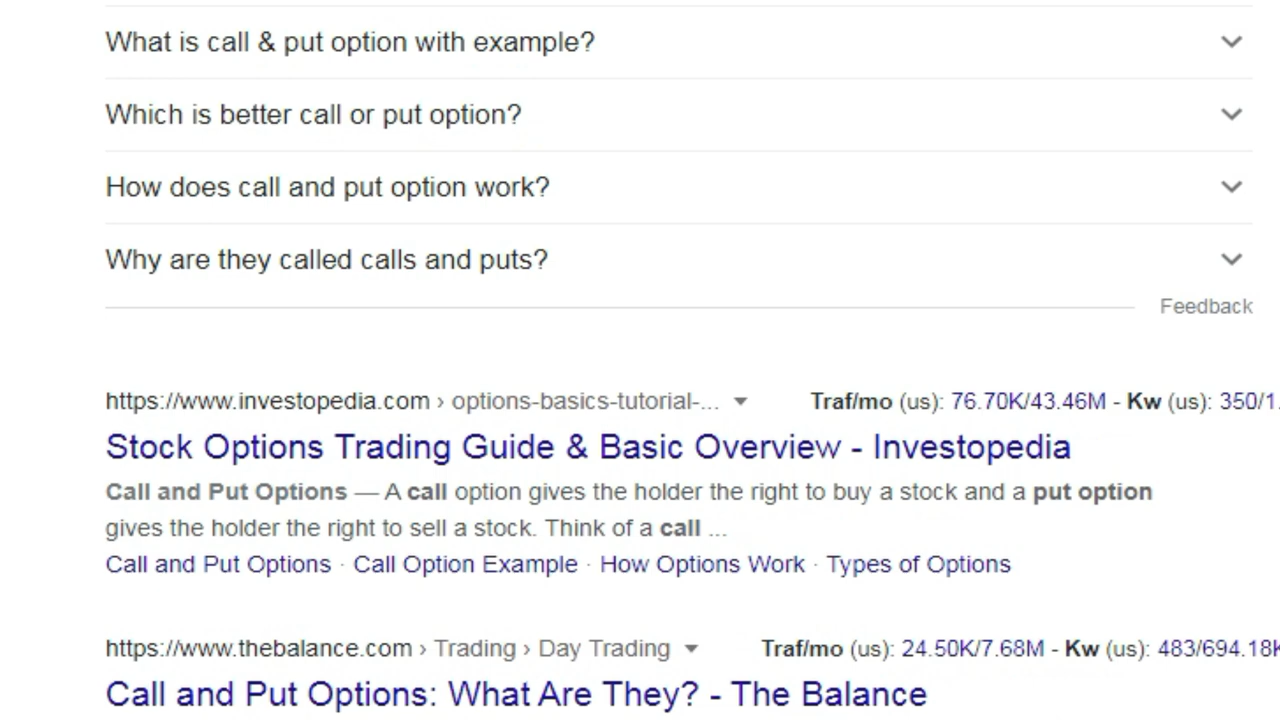 What is call & put option with example?
Which is better call or put option?
How does call and put option work?
Why are they called calls and puts?
Feedback
https://www.investopedia.com › options-basics-tutorial-... Traf/mo (us): 76.70K/43.46M - Kw (us): 350/1.
Stock Options Trading Guide & Basic Overview - Investopedia
Call and Put Options — A call option gives the holder the right to buy a stock and a put option
gives the holder the right to sell a stock. Think of a call ...
Call and Put Options · Call Option Example · How Options Work · Types of Options
https://www.thebalance.com › Trading › Day Trading Traf/mo (us): 24.50K/7.68M - Kw (us): 483/694.18K
Call and Put Options: What Are They? - The Balance